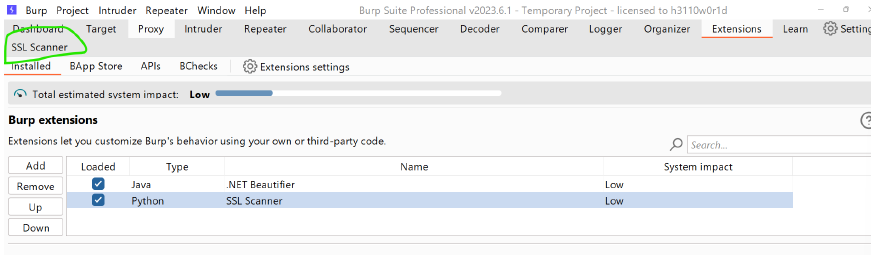 Burp Project Intruder Repeater Window Help Burp Suite Professional v2023.6.1 - Temporary Project - licensed to h3110w0r1d
Dashboard Target Proxy Intruder Repeater Collaborator Sequencer Decoder Comparer Logger Organizer Extensions Learn Setting
SSL Scanner
Installed BApp Store APIs BChecks Extensions settings
Total estimated system impact: Low
Burp extensions
Extensions let you customize Burp's behavior using your own or third-party code.
Search...
Add Loaded Type Name System impact
Java .NET Beautifier Low
Remove
Python SSL Scanner Low
Up
Down